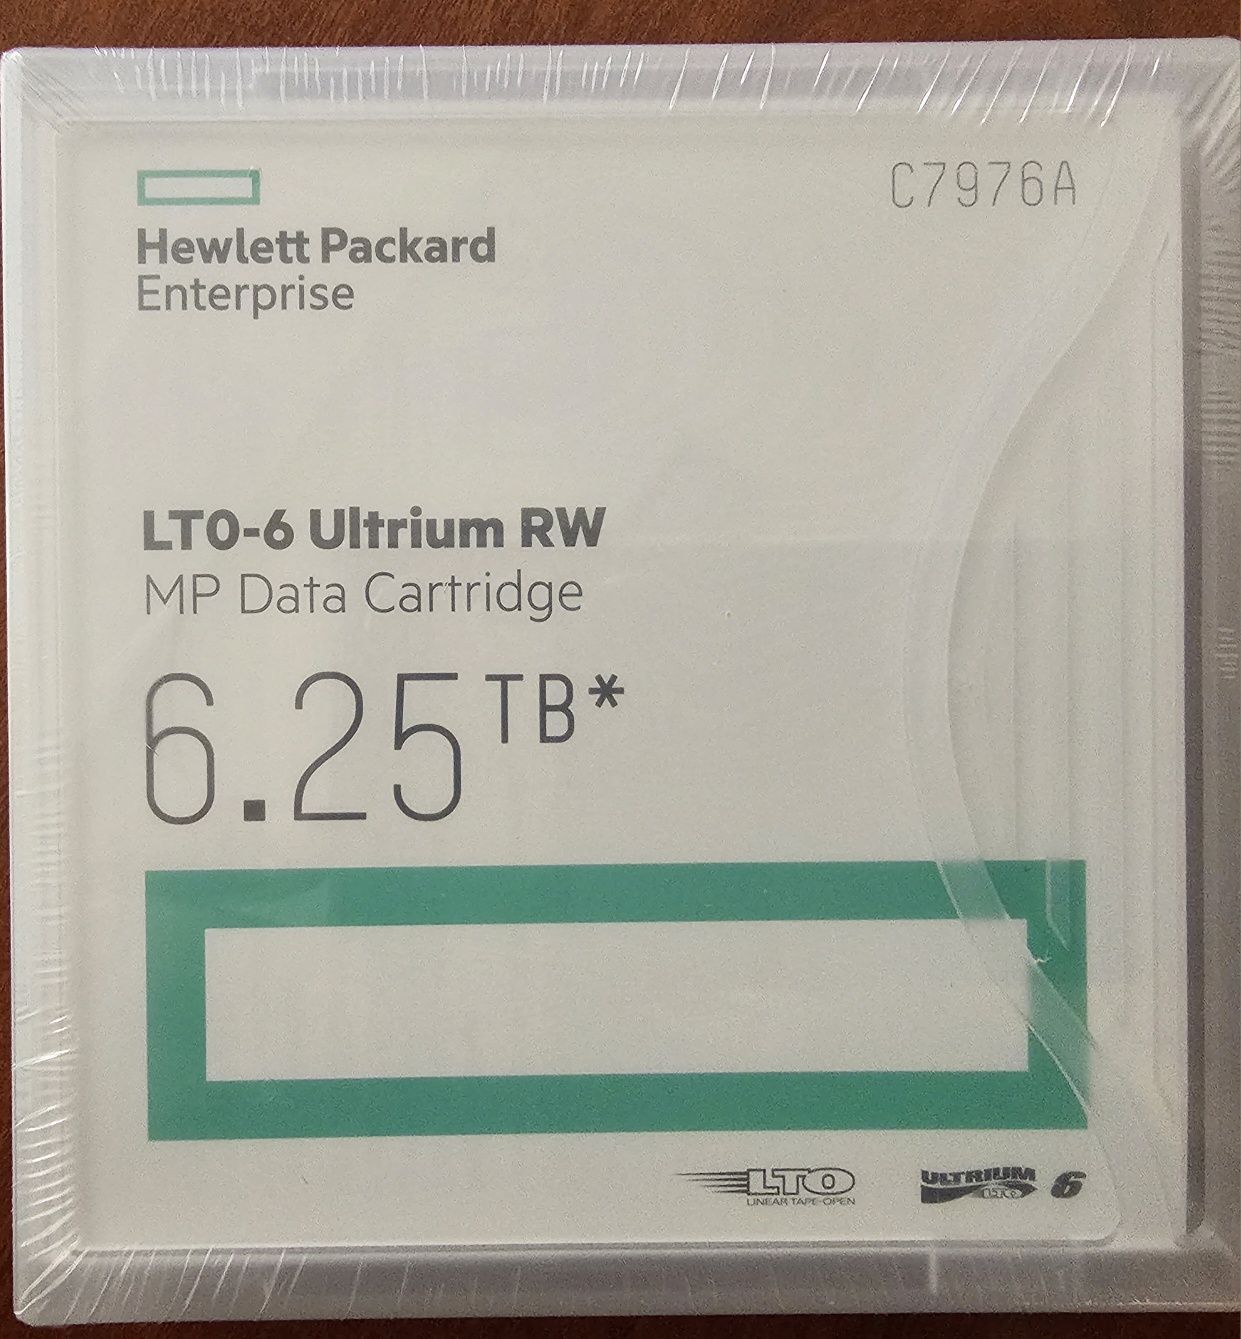 C7976A
Hewlett Packard
Enterprise
LTO-6 Ultrium RW
MP Data Cartridge
6.25TB*
LTO
LINEAR TAPE-OPEN
ULTRIUM
LTO
6